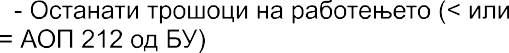 - Останати трошоци на работењето (< или
= АОП 212 од БУ)